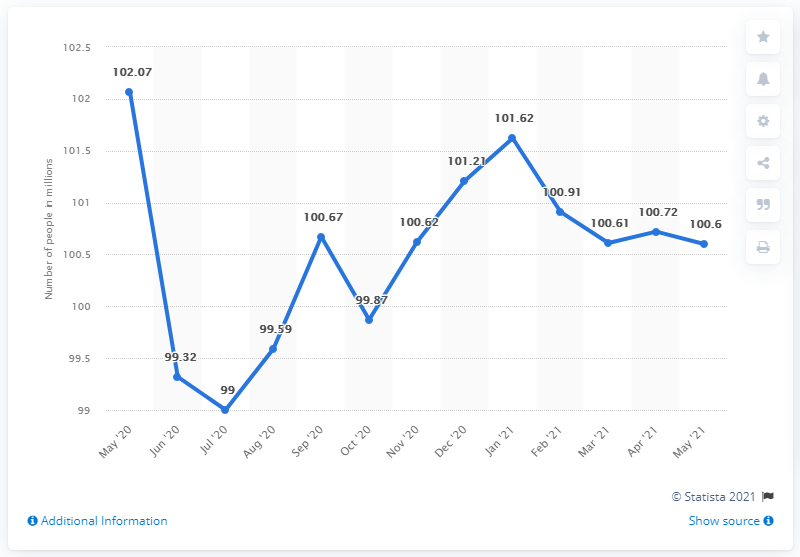 102.5
102
101.5
101
100.5
100
99.5
99
Number of people in millions
102.07
99.32
99
99.59
100.67
99.87
100.62
101.21
101.62
100.91
100.61
100.72
100.6
May '20
Jun '20
Jul '20
Aug '20
Sep '20
Oct '20
Nov '20
Dec '20
Jan '21
Feb '21
Mar '21
Apr '21
May '21
© Statista 2021
Additional Information
Show source